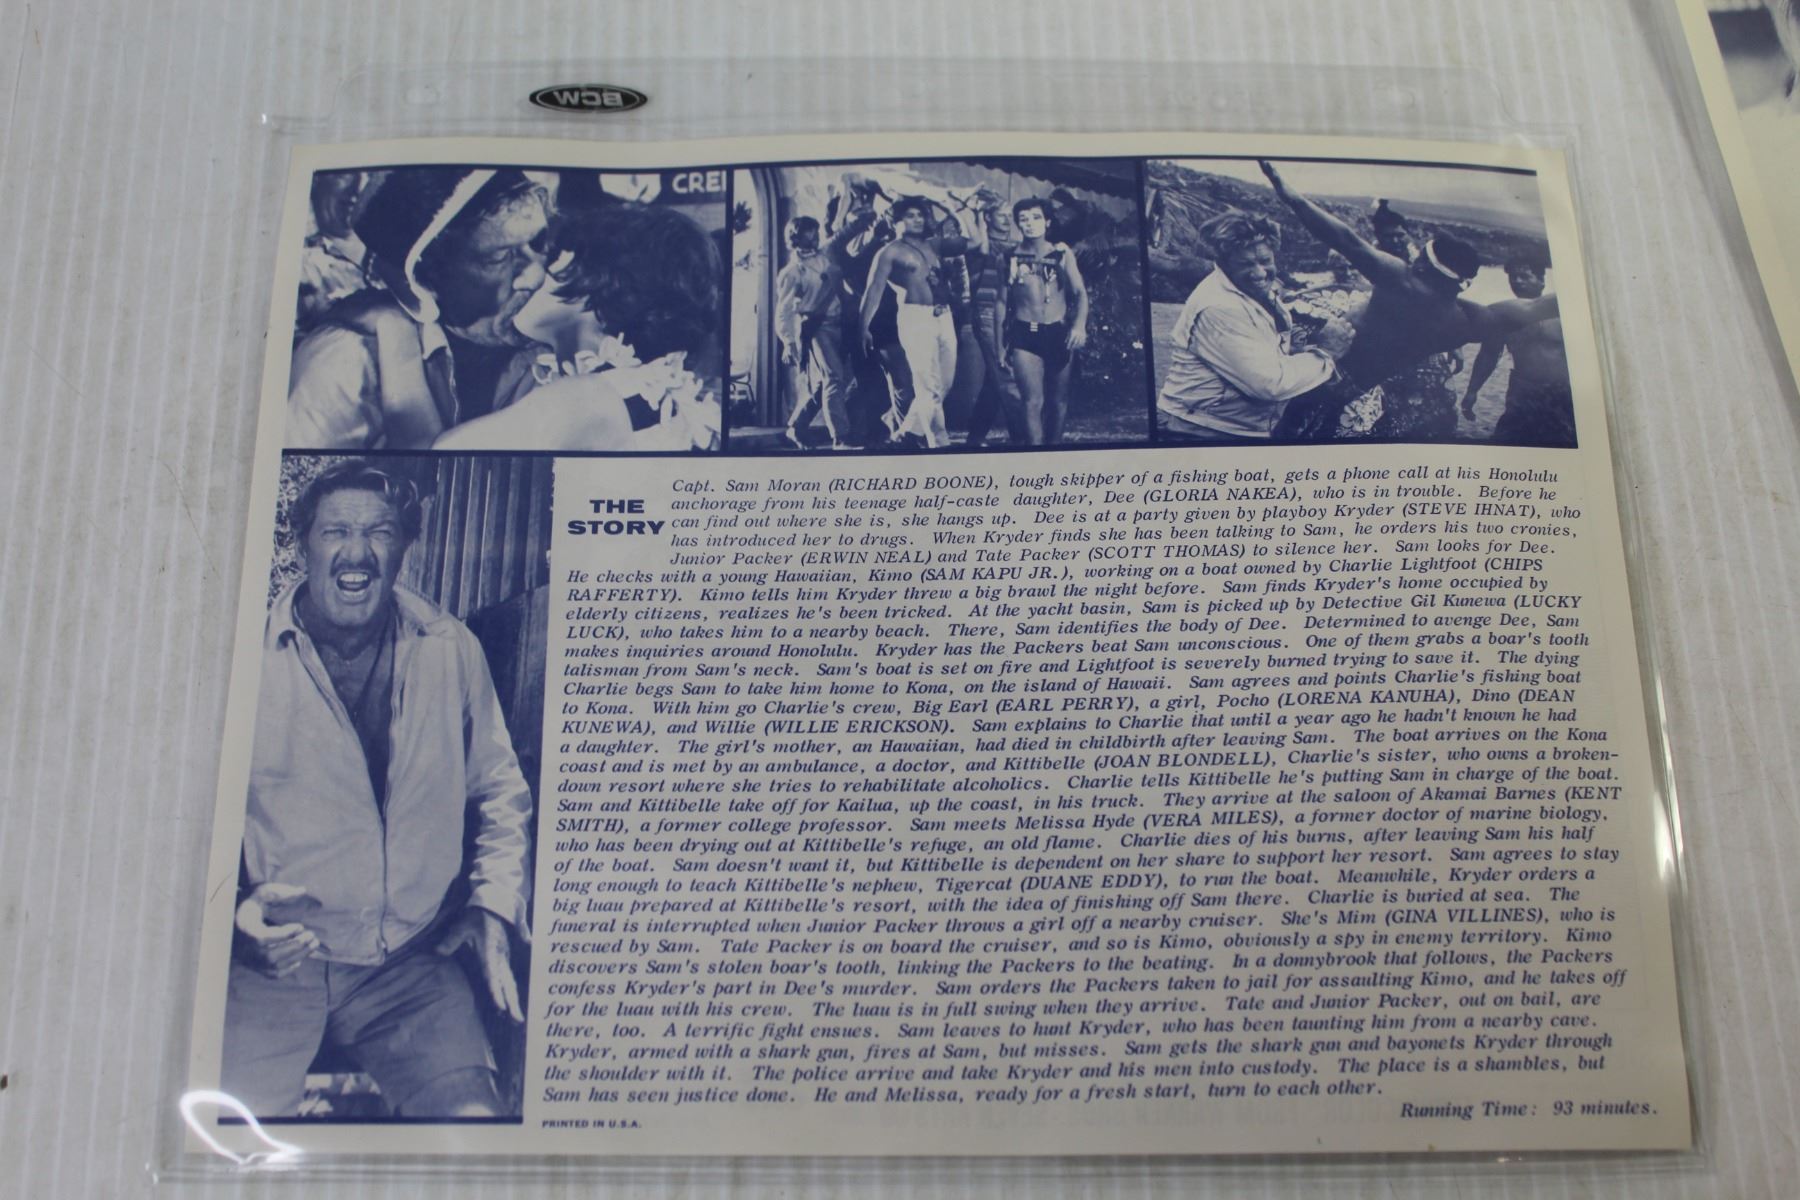 BCW
CREI
THE
STORY
Capt. Sam Moran (RICHARD BOONE), tough skipper of a fishing boat, gets a phone call at his Honolulu
anchorage from his teenage half-caste daughter, Dee (GLORIA NAKEA), who is in trouble. Before he
can find out where she is, she hangs up. Dee is at a party given by playboy Kryder (STEVE IHNAT), who
has introduced her to drugs. When Kryder finds she has been talking to Sam, he orders his two cronies,
Junior Packer (ERWIN NEAL) and Tate Packer (SCOTT THOMAS) to silence her. Sam looks for Dee.
He checks with a young Hawaiian, Kimo (SAM KAPU JR.), working on a boat owned by Charlie Lightfoot (CHIPS
RAFFERTY). Kimo tells him Kryder threw a big brawl the night before. Sam finds Kryder's home occupied by
elderly citizens, realizes he's been tricked. At the yacht basin, Sam is picked up by Detective Gil Kunewa (LUCKY
LUCK), who takes him to a nearby beach. There, Sam identifies the body of Dee. Determined to avenge Dee, Sam
makes inquiries around Honolulu. Kryder has the Packers beat Sam unconscious. One of them grabs a boar's tooth
talisman from Sam's neck. Sam's boat is set on fire and Lightfoot is severely burned trying to save it. The dying
Charlie begs Sam to take him home to Kona, on the island of Hawaii. Sam agrees and points Charlie's fishing boat
to Kona. With him go Charlie's crew, Big Earl (EARL PERRY), a girl, Pocho (LORENA KANUHA), Dino (DEAN
KUNEWA), and Willie (WILLIE ERICKSON). Sam explains to Charlie that until a year ago he hadn't known he had
a daughter. The girl's mother, an Hawaiian, had died in childbirth after leaving Sam. The boat arrives on the Kona
coast and is met by an ambulance, a doctor, and Kittibelle (JOAN BLONDELL), Charlie's sister, who owns a broken-
down resort where she tries to rehabilitate alcoholics. Charlie tells Kittibelle he's putting Sam in charge of the boat.
Sam and Kittibelle take off for Kailua, up the coast, in his truck. They arrive at the saloon of Akamai Barnes (KENT
SMITH), a former college professor. Sam meets Melissa Hyde (VERA MILES), a former doctor of marine biology,
who has been drying out at Kittibelle's refuge, an old flame. Charlie dies of his burns, after leaving Sam his half
of the boat. Sam doesn't want it, but Kittibelle is dependent on her share to support her resort. Sam agrees to stay
long enough to teach Kittibelle's nephew, Tigercat (DUANE EDDY), to run the boat. Meanwhile, Kryder orders a
big luau prepared at Kittibelle's resort, with the idea of finishing off Sam there. Charlie is buried at sea. The
funeral is interrupted when Junior Packer throws a girl off a nearby cruiser. She's Mim (GINA VILLINES), who is
rescued by Sam. Tate Packer is on board the cruiser, and so is Kimo, obviously a spy in enemy territory. Kimo
discovers Sam's stolen boar's tooth, linking the Packers to the beating. In a donnybrook that follows, the Packers
confess Kryder's part in Dee's murder. Sam orders the Packers taken to jail for assaulting Kimo, and he takes off
for the luau with his crew. The luau is in full swing when they arrive. Tate and Junior Packer, out on bail, are
there, too. A terrific fight ensues. Sam leaves to hunt Kryder, who has been taunting him from a nearby cave.
Kryder, armed with a shark gun, fires at Sam, but misses. Sam gets the shark gun and bayonets Kryder through
the shoulder with it. The police arrive and take Kryder and his men into custody. The place is a shambles, but
Sam has seen justice done. He and Melissa, ready for a fresh start, turn to each other.
Running Time: 93 minutes.
PRINTED IN U.S.A.